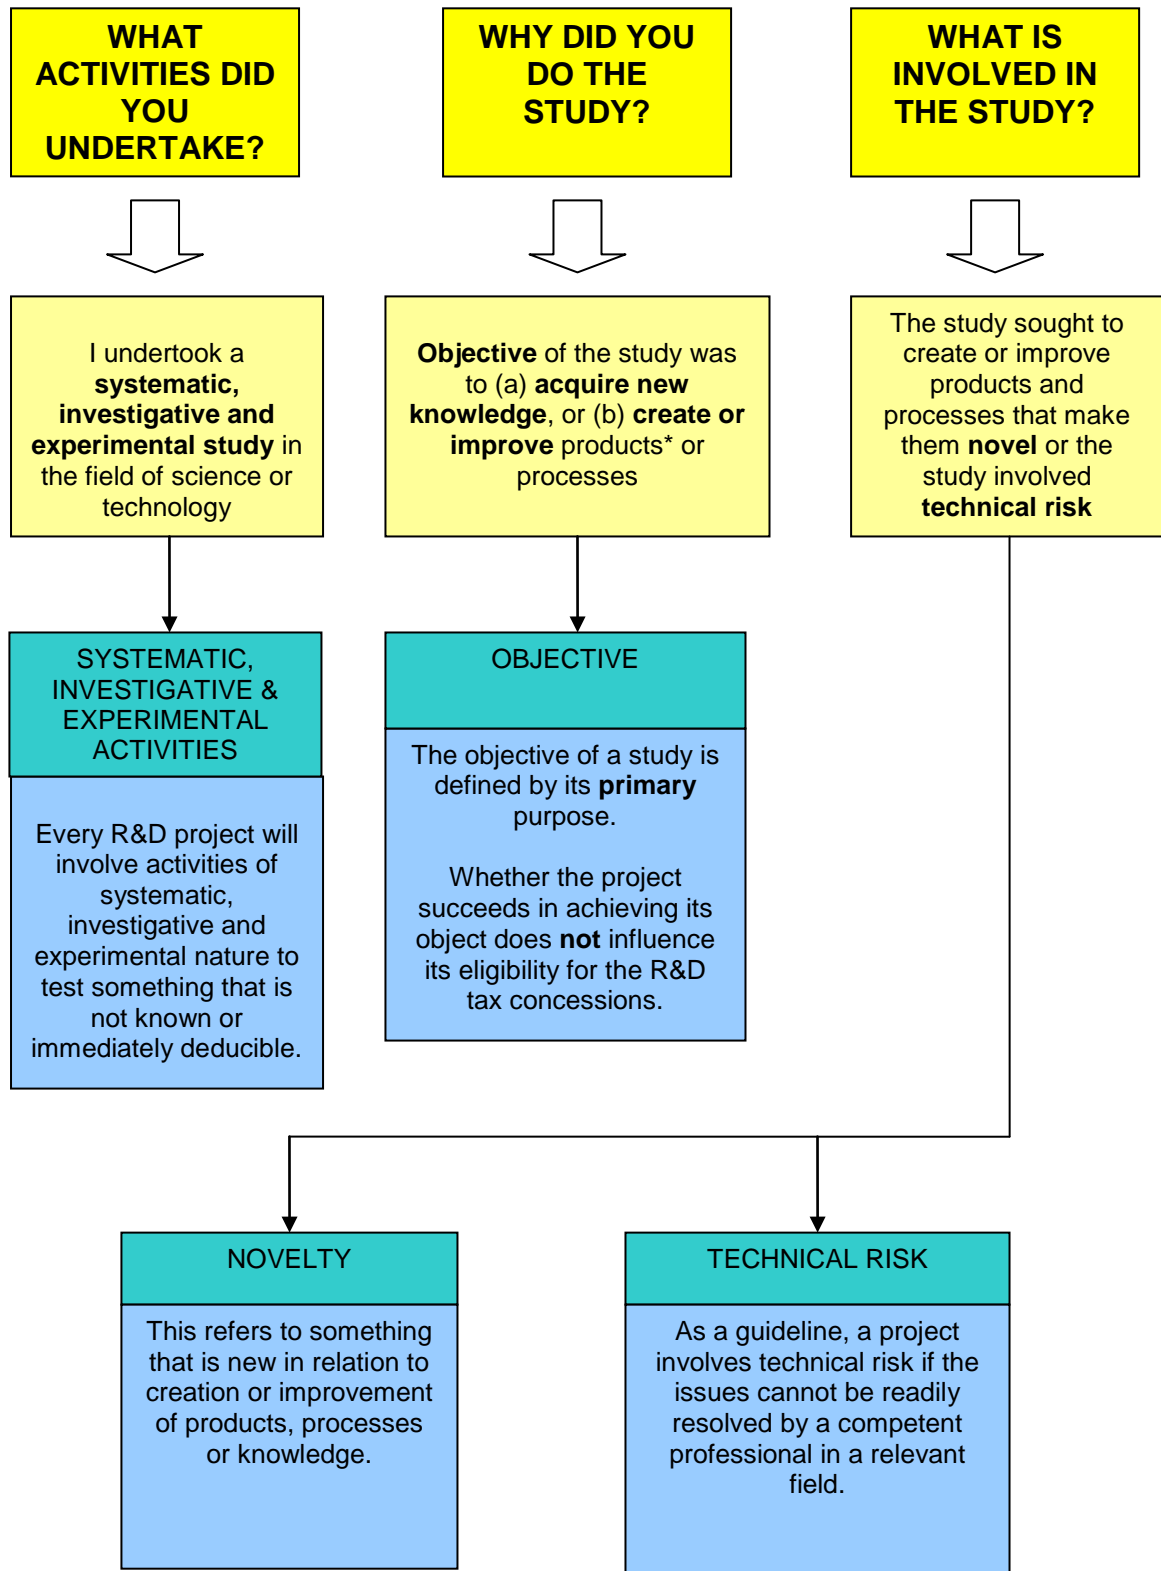 WHAT
ACTIVITIES DID
YOU
UNDERTAKE?
WHY DID YOU
DO THE
STUDY?
WHAT IS
INVOLVED IN
THE STUDY?
I undertook a
systematic,
investigative and
experimental study in
the field of science or
technology
Objective of the study was
to (a) acquire new
knowledge, or (b) create or
improve products* or
processes
The study sought to
create or improve
products and
processes that make
them novel or the
study involved
technical risk
SYSTEMATIC,
INVESTIGATIVE &
EXPERIMENTAL
ACTIVITIES
Every R&D project will
involve activities of
systematic,
investigative and
experimental nature to
test something that is
not known or
immediately deducible.
OBJECTIVE
The objective of a study is
defined by its primary
purpose.
Whether the project
succeeds in achieving its
object does not influence
its eligibility for the R&D
tax concessions.
NOVELTY
This refers to something
that is new in relation to
creation or improvement
of products, processes
or knowledge.
TECHNICAL RISK
As a guideline, a project
involves technical risk if the
issues cannot be readily
resolved by a competent
professional in a relevant
field.